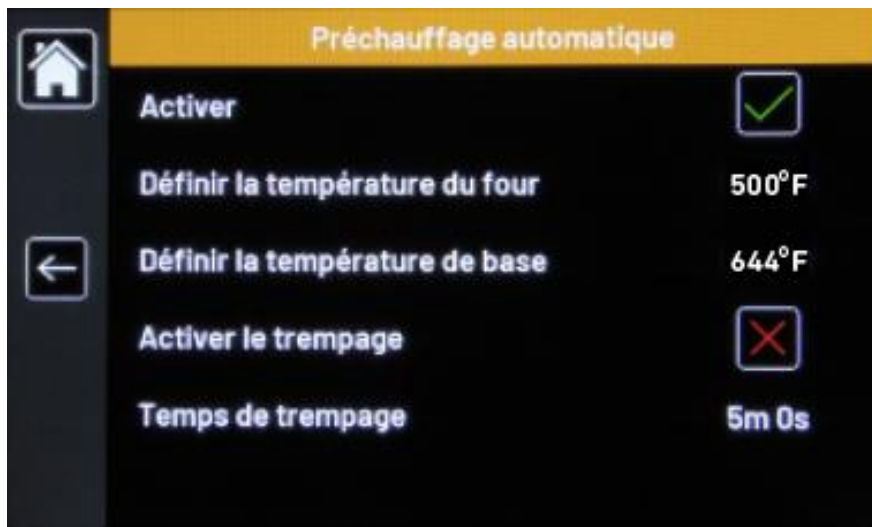 Préchauffage automatique
Activer
Définir la température du four 500°F
Définir la température de base 644°F
Activer le trempage
Temps de trempage 5m 0s